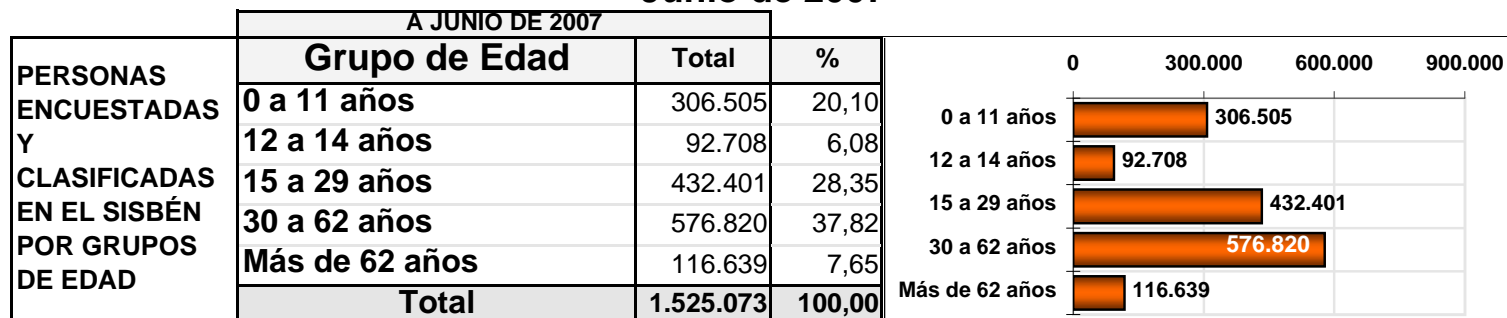 A JUNIO DE 2007
PERSONAS
ENCUESTADAS
Y
CLASIFICADAS
EN EL SISBÉN
POR GRUPOS
DE EDAD
Grupo de Edad Total %
0 a 11 años 306.505 20,10
12 a 14 años 92.708 6,08
15 a 29 años 432.401 28,35
30 a 62 años 576.820 37,82
Más de 62 años 116.639 7,65
Total 1.525.073 100,00
0 300.000 600.000 900.000
0 a 11 años 306.505
12 a 14 años 92.708
15 a 29 años 432.401
30 a 62 años 576.820
Más de 62 años 116.639